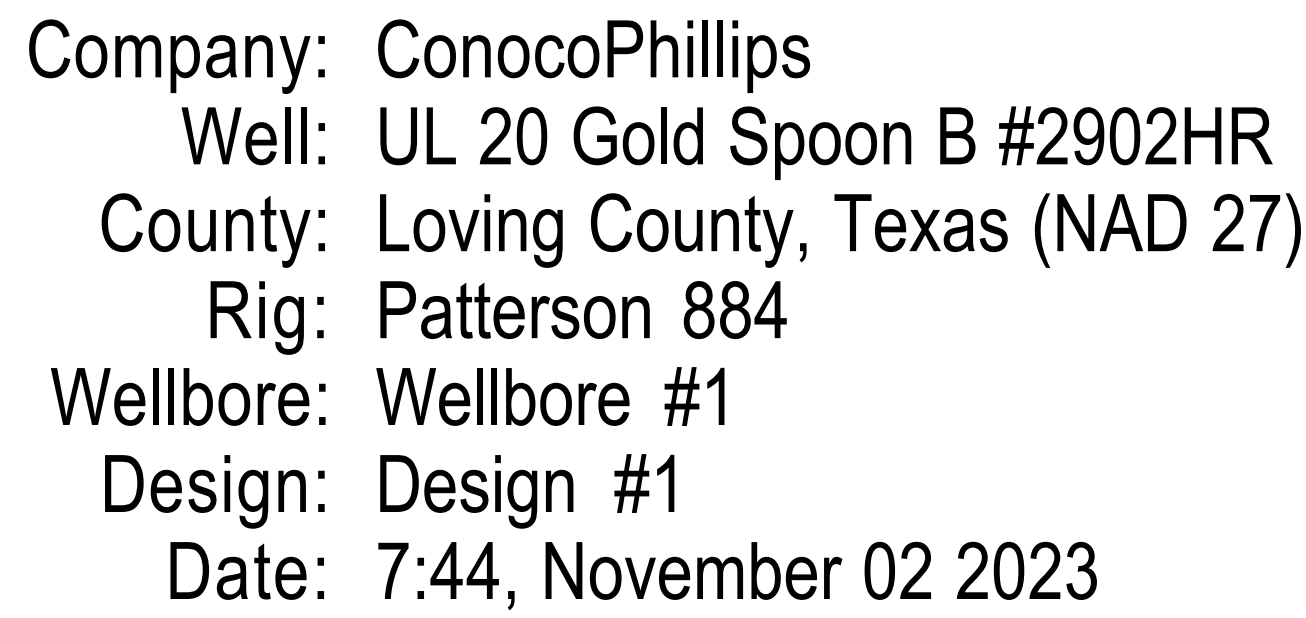 Company: ConocoPhillips
Well: UL 20 Gold Spoon B #2902HR
County: Loving County, Texas (NAD 27)
Rig: Patterson 884
Wellbore: Wellbore #1
Design: Design #1
Date: 7:44, November 02 2023